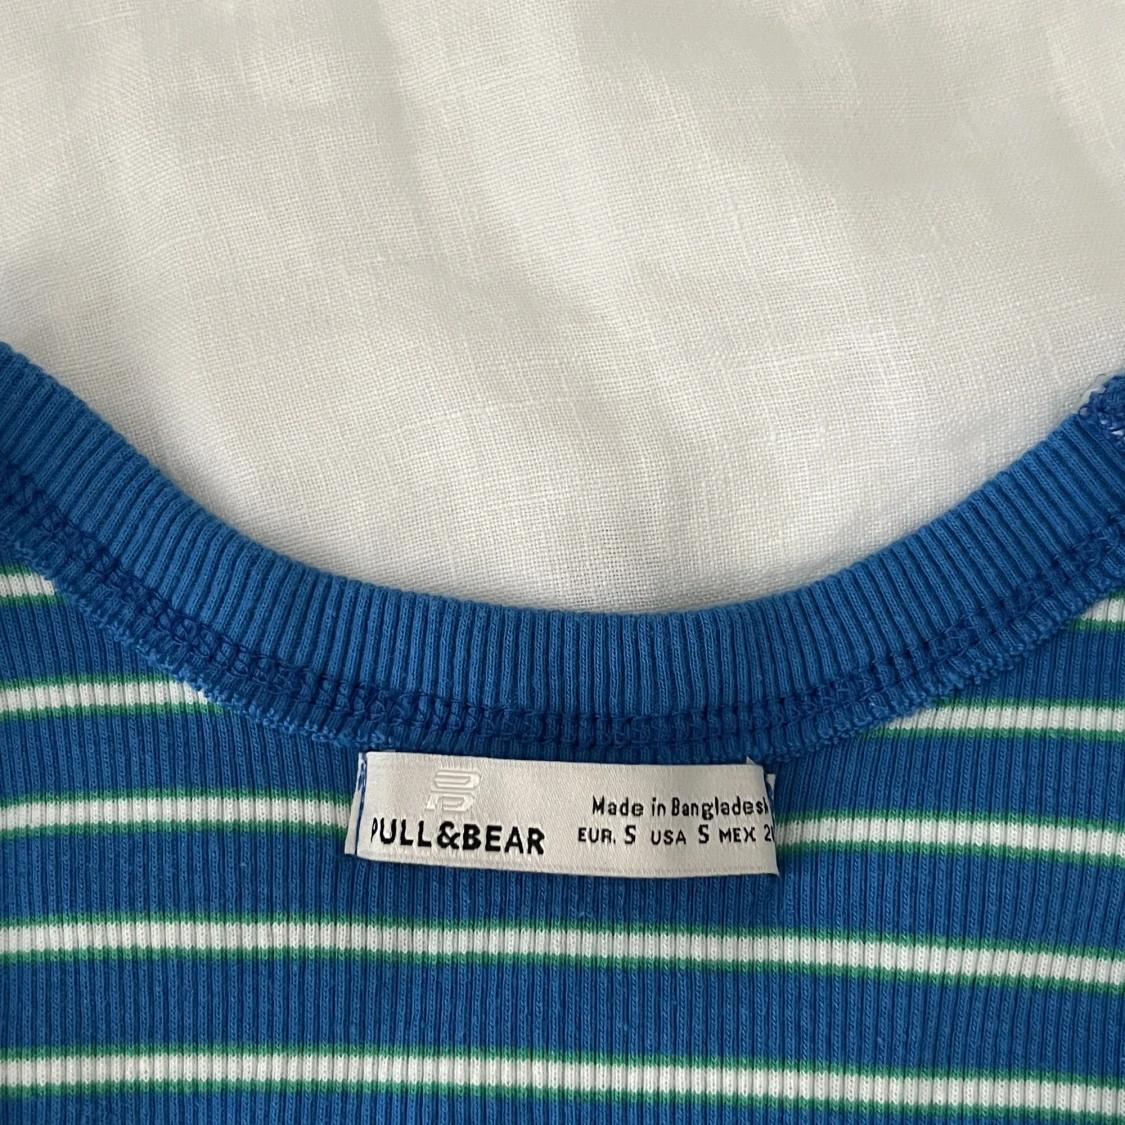 PULL&BEAR
Made in Bangladesh
EUR. S USA S MEX